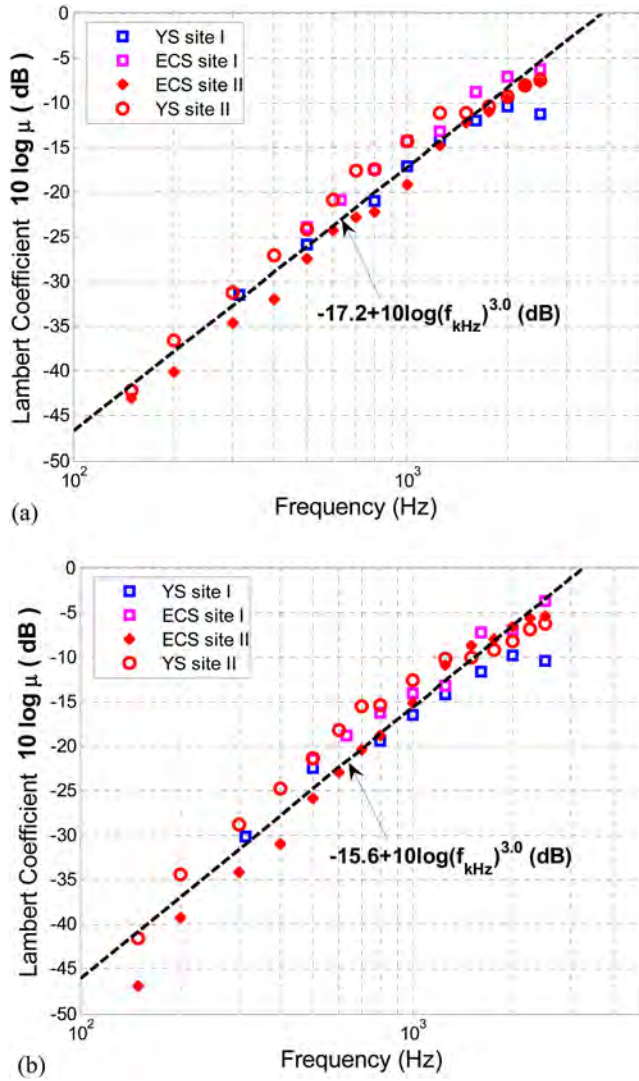 0
-5
-10
-15
-20
-25
-30
-35
-40
-45
-50
Lambert Coefficient 10 log μ ( dB )
YS site I
ECS site I
ECS site II
YS site II
-17.2+10log(f_kHz)^3.0 (dB)
10^2
10^3
Frequency (Hz)
(a)
0
-5
-10
-15
-20
-25
-30
-35
-40
-45
-50
Lambert Coefficient 10 log μ ( dB )
YS site I
ECS site I
ECS site II
YS site II
-15.6+10log(f_kHz)^3.0 (dB)
10^2
10^3
Frequency (Hz)
(b)